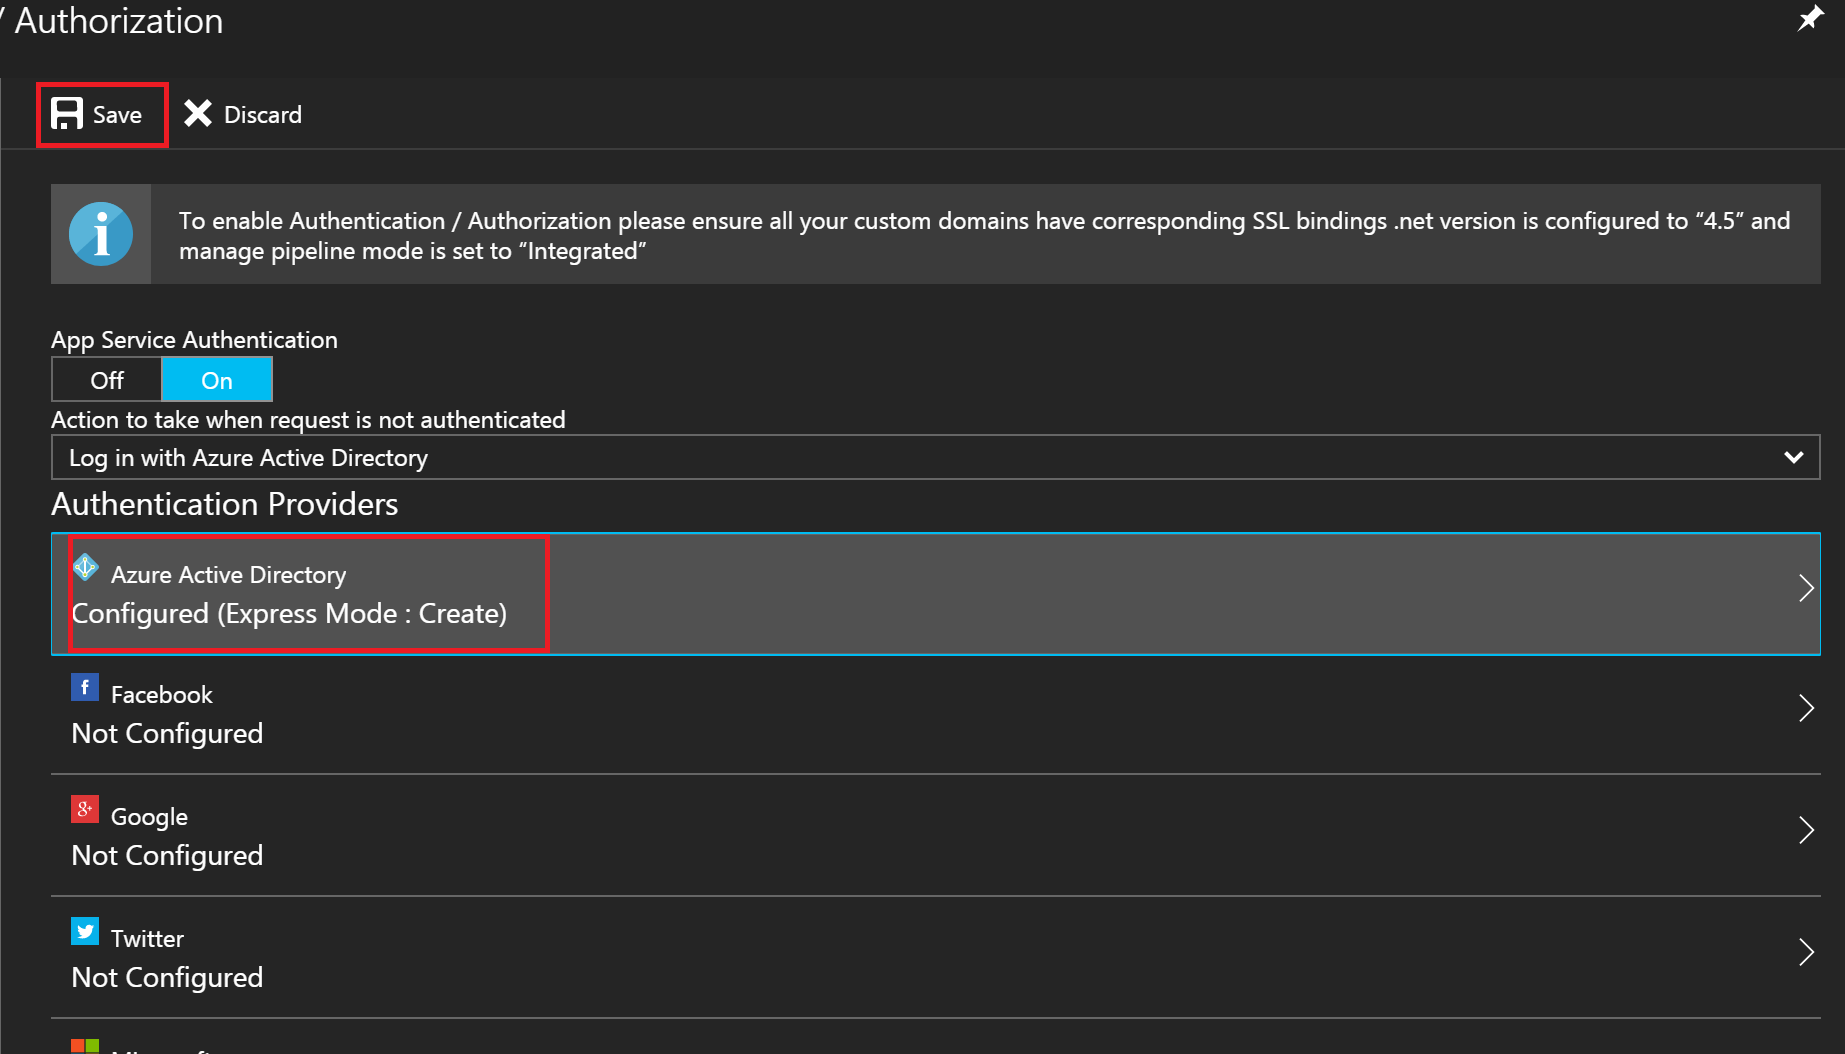 / Authorization
Save
Discard
To enable Authentication / Authorization please ensure all your custom domains have corresponding SSL bindings .net version is configured to “4.5” and
manage pipeline mode is set to “Integrated”
App Service Authentication
Off
On
Action to take when request is not authenticated
Log in with Azure Active Directory
Authentication Providers
Azure Active Directory
Configured (Express Mode : Create)
Facebook
Not Configured
Google
Not Configured
Twitter
Not Configured